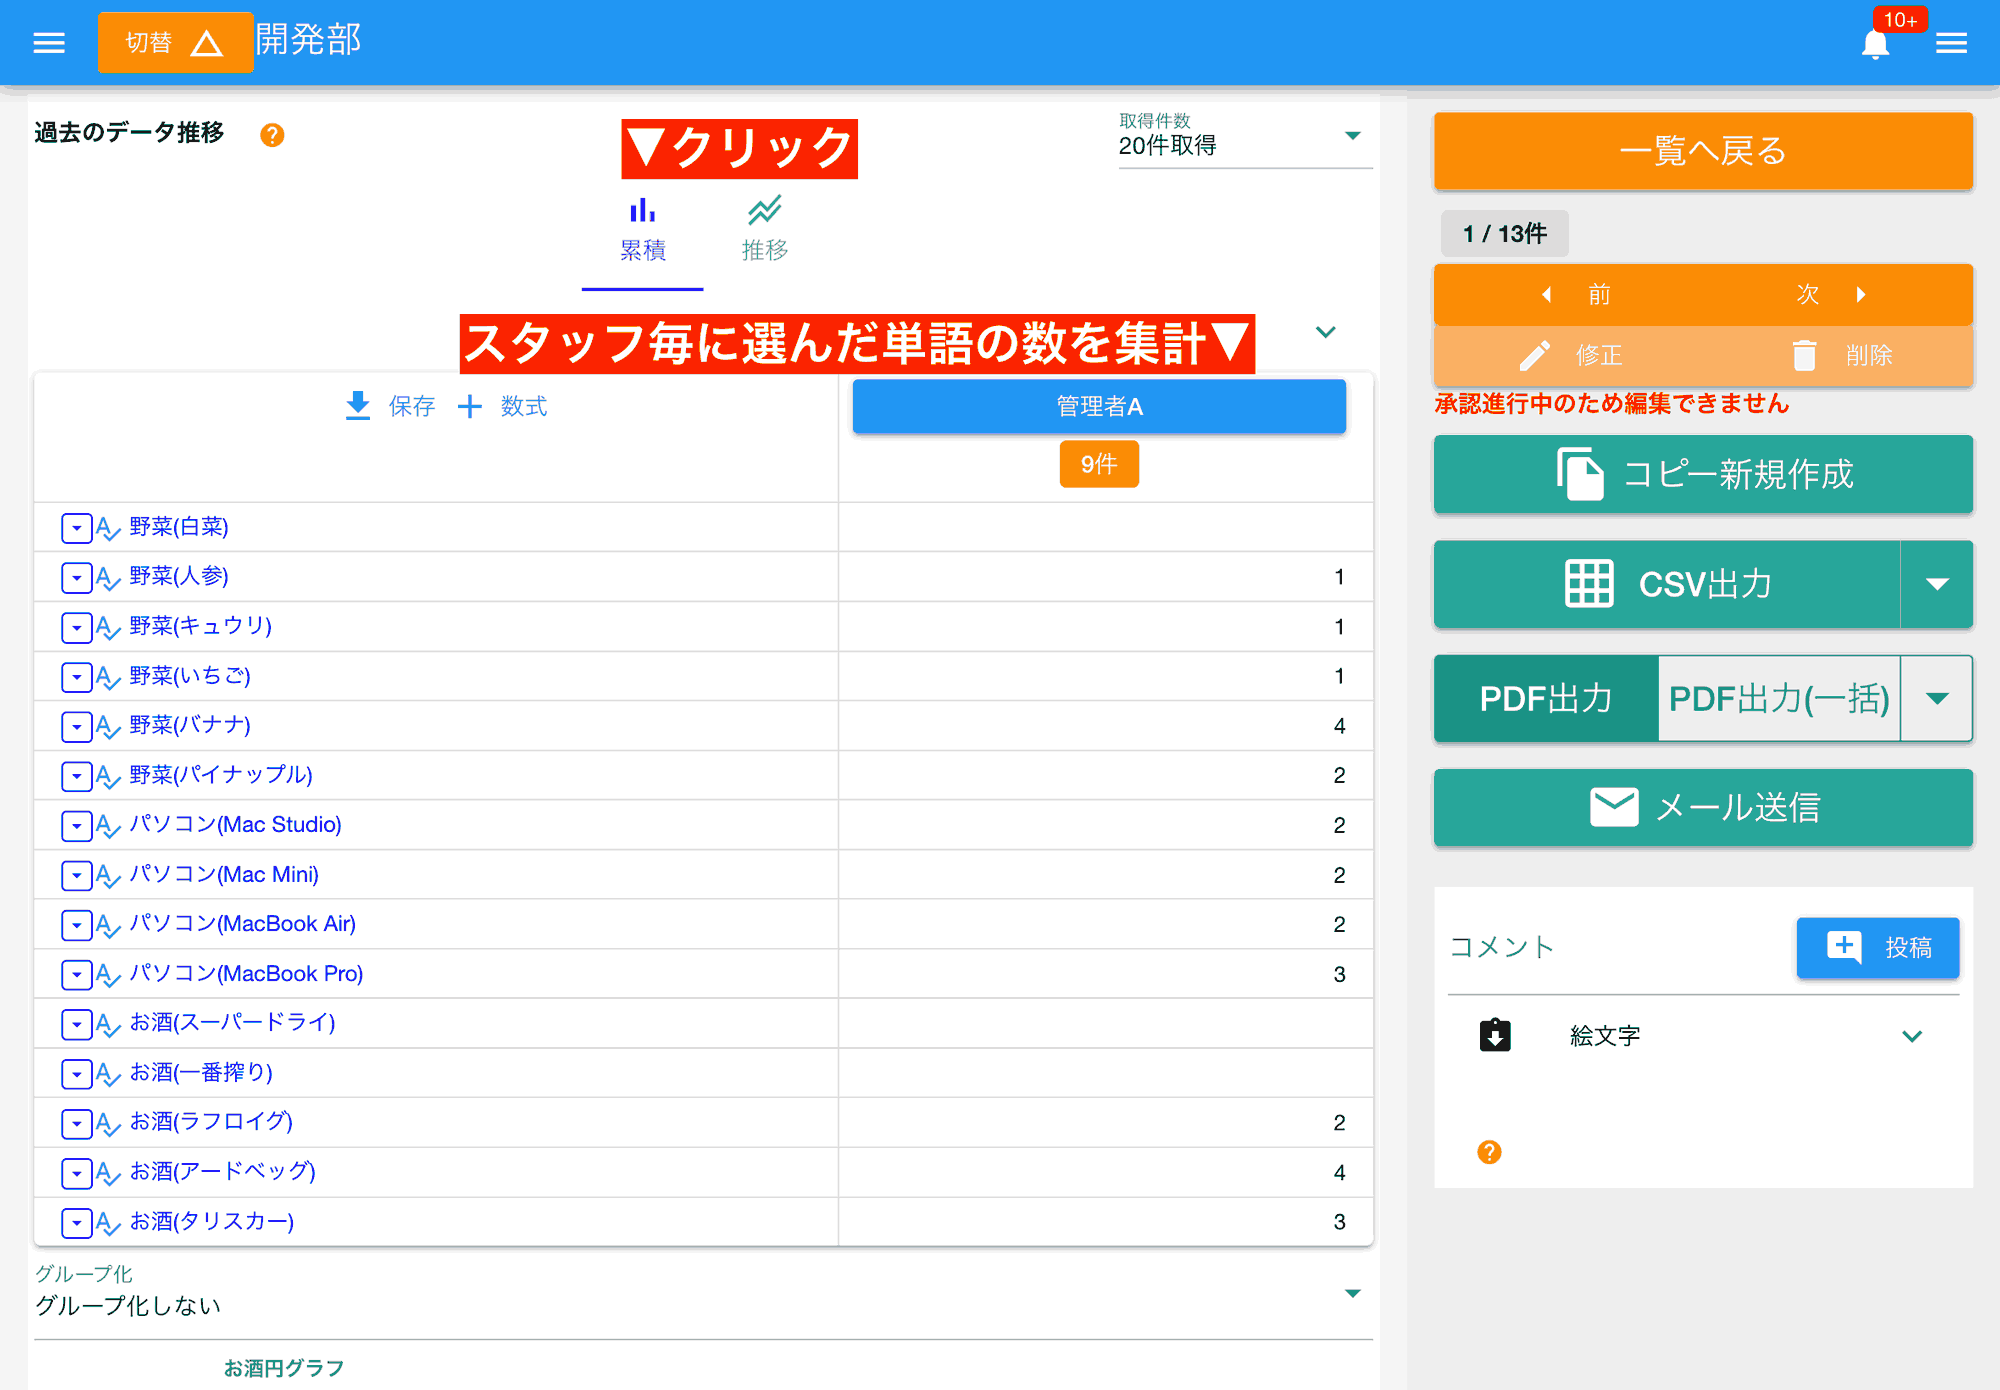 切替 開発部 10+
過去のデータ推移
▼クリック
取得件数
20件取得
累積 推移
スタッフ毎に選んだ単語の数を集計▼
保存 数式 管理者A
9件
野菜(白菜)
野菜(人参) 1
野菜(キュウリ) 1
野菜(いちご) 1
野菜(バナナ) 4
野菜(パイナップル) 2
パソコン(Mac Studio) 2
パソコン(Mac Mini) 2
パソコン(MacBook Air) 2
パソコン(MacBook Pro) 3
お酒(スーパードライ)
お酒(一番搾り)
お酒(ラフロイグ) 2
お酒(アードベッグ) 4
お酒(タリスカー) 3
グループ化
グループ化しない
お酒円グラフ
一覧へ戻る
1 / 13件
前 次
修正 削除
承認進行中のため編集できません
コピー新規作成
CSV出力
PDF出力 PDF出力(一括)
メール送信
コメント 投稿
絵文字